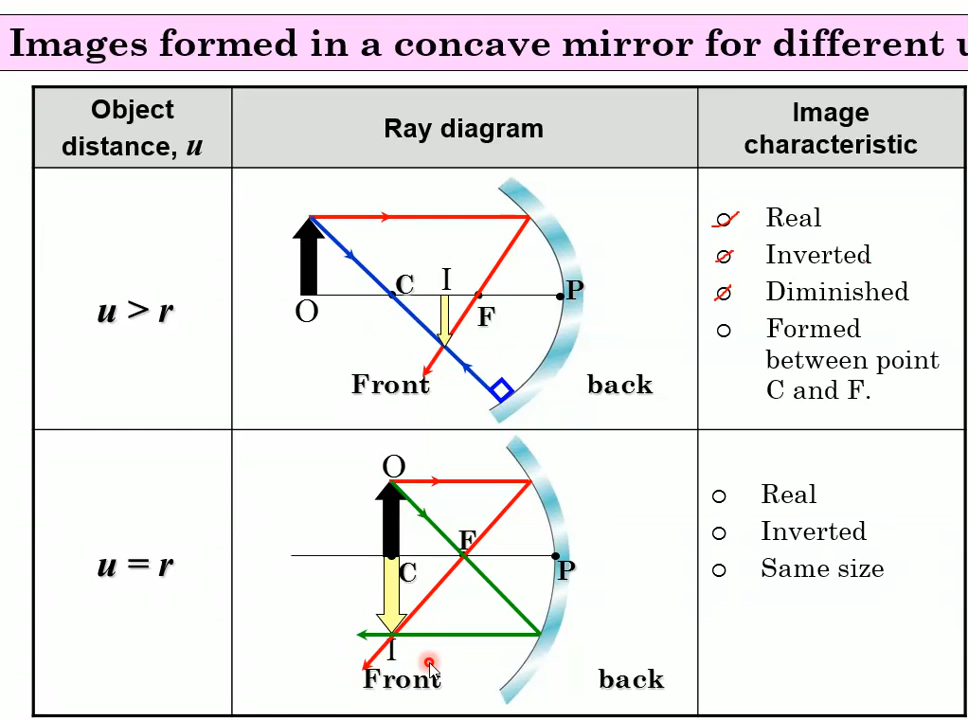 Images formed in a concave mirror for different u
Object
distance, u
Ray diagram
Image
characteristic
u > r
O
C
I
F
P
Front
back
Real
Inverted
Diminished
Formed
between point
C and F.
u = r
O
F
C
P
I
Front
back
Real
Inverted
Same size